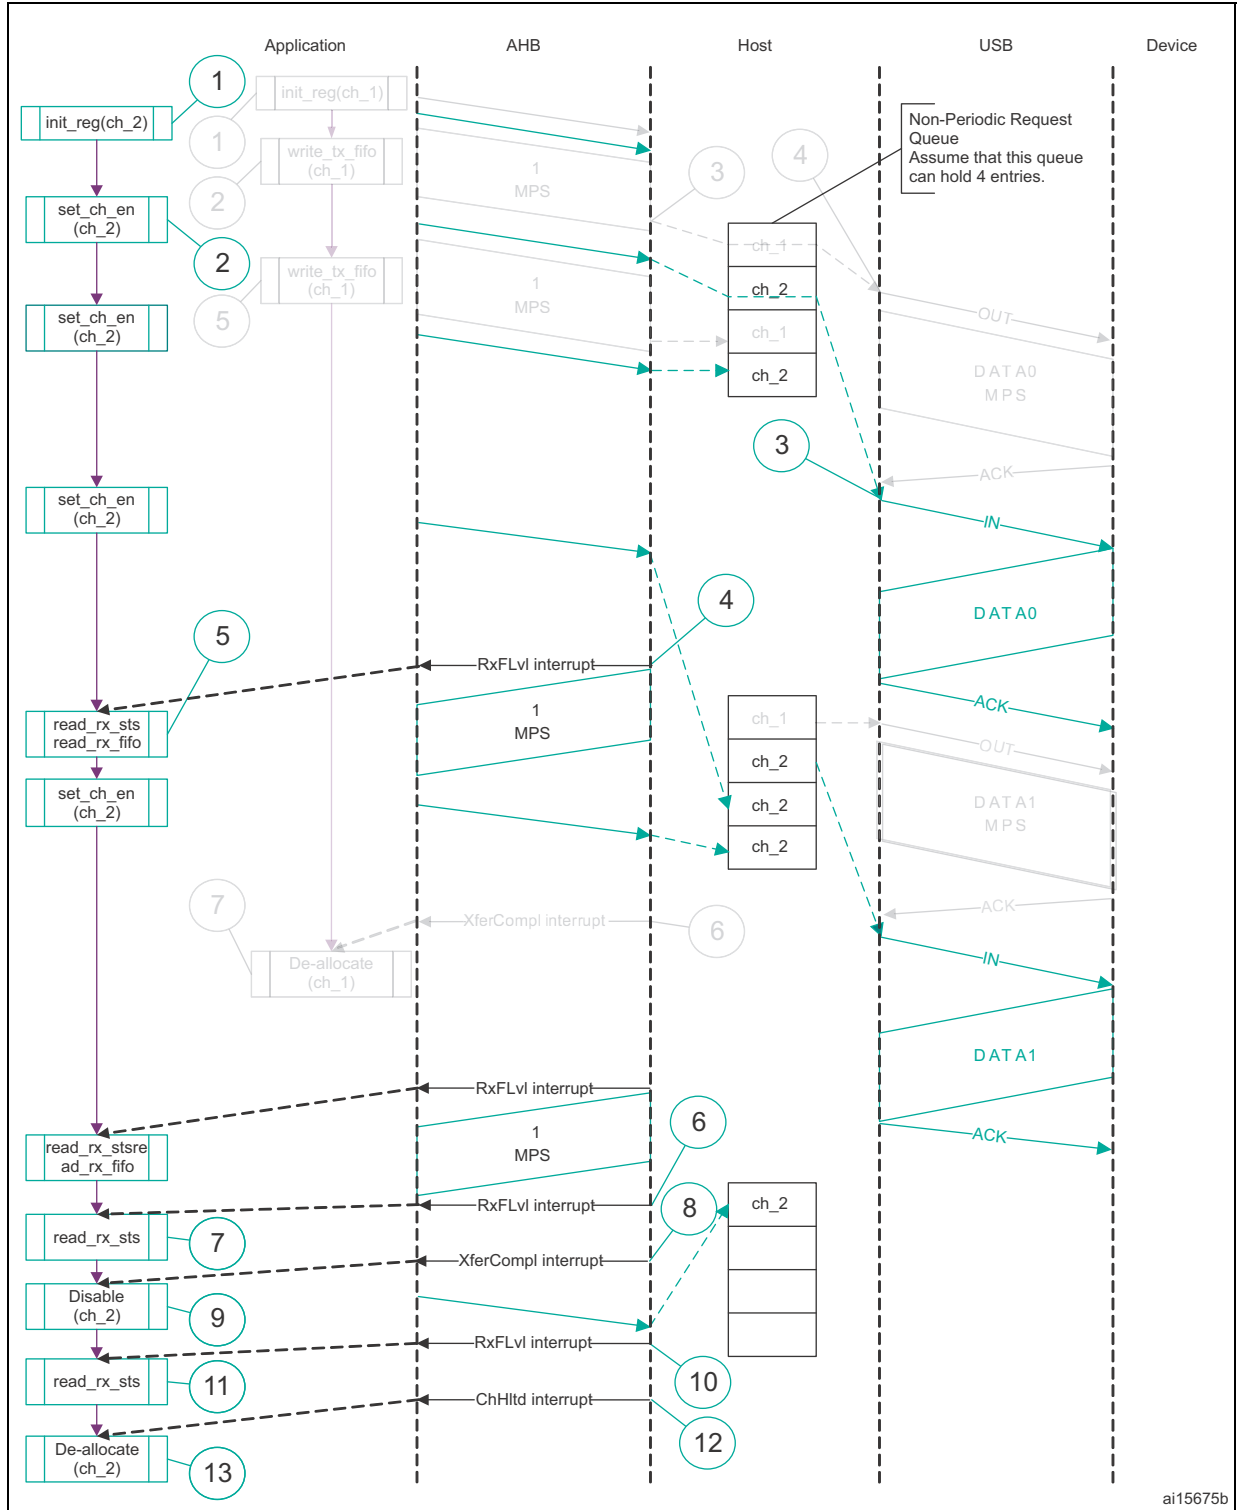 Application
AHB
Host
USB
Device
1
init_reg(ch_1)
init_reg(ch_2)
1
write_tx_fifo
(ch_1)
2
1
MPS
3
4
Non-Periodic Request
Queue
Assume that this queue
can hold 4 entries.
set_ch_en
(ch_2)
2
write_tx_fifo
(ch_1)
5
1
MPS
ch_1
ch_2
ch_1
ch_2
set_ch_en
(ch_2)
OUT
DATA0
MPS
ACK
3
set_ch_en
(ch_2)
IN
DATA0
4
5
RxFLvl interrupt
ACK
read_rx_sts
read_rx_fifo
1
MPS
ch_1
ch_2
ch_2
ch_2
OUT
set_ch_en
(ch_2)
DATA1
MPS
ACK
7
XferCompl interrupt
6
De-allocate
(ch_1)
IN
DATA1
RxFLvl interrupt
read_rx_stsre
ad_rx_fifo
1
MPS
6
ACK
RxFLvl interrupt
8
ch_2
read_rx_sts
7
XferCompl interrupt
Disable
(ch_2)
9
RxFLvl interrupt
10
read_rx_sts
11
ChHltd interrupt
12
De-allocate
(ch_2)
13
ai15675b